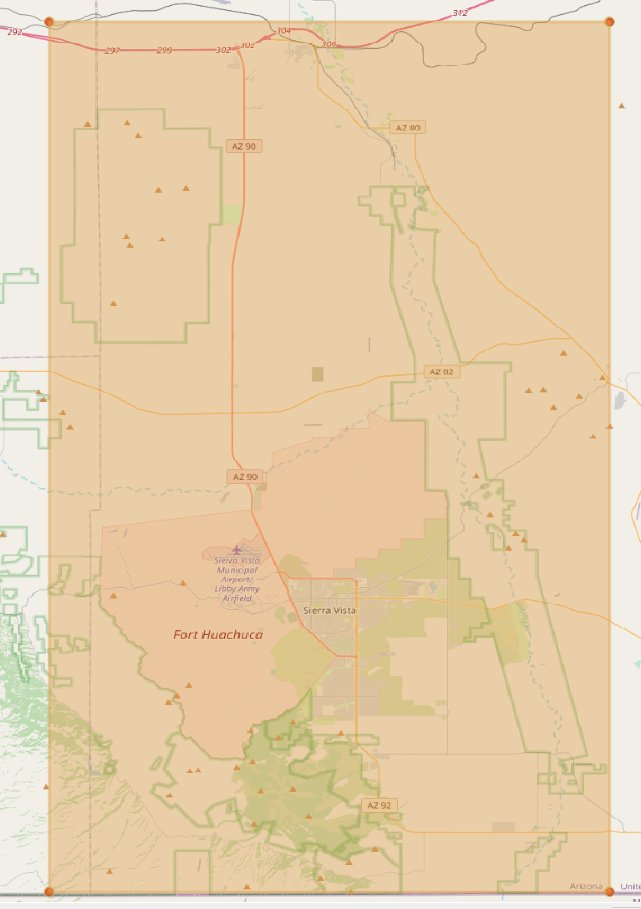 342
292
304
302
306
297
299
302
AZ 80
AZ 90
AZ 82
AZ 90
Sierra Vista
Municipal
Airport/
Libby Army
Airfield
Sierra Vista
Fort Huachuca
AZ 92
Arizona
Unite